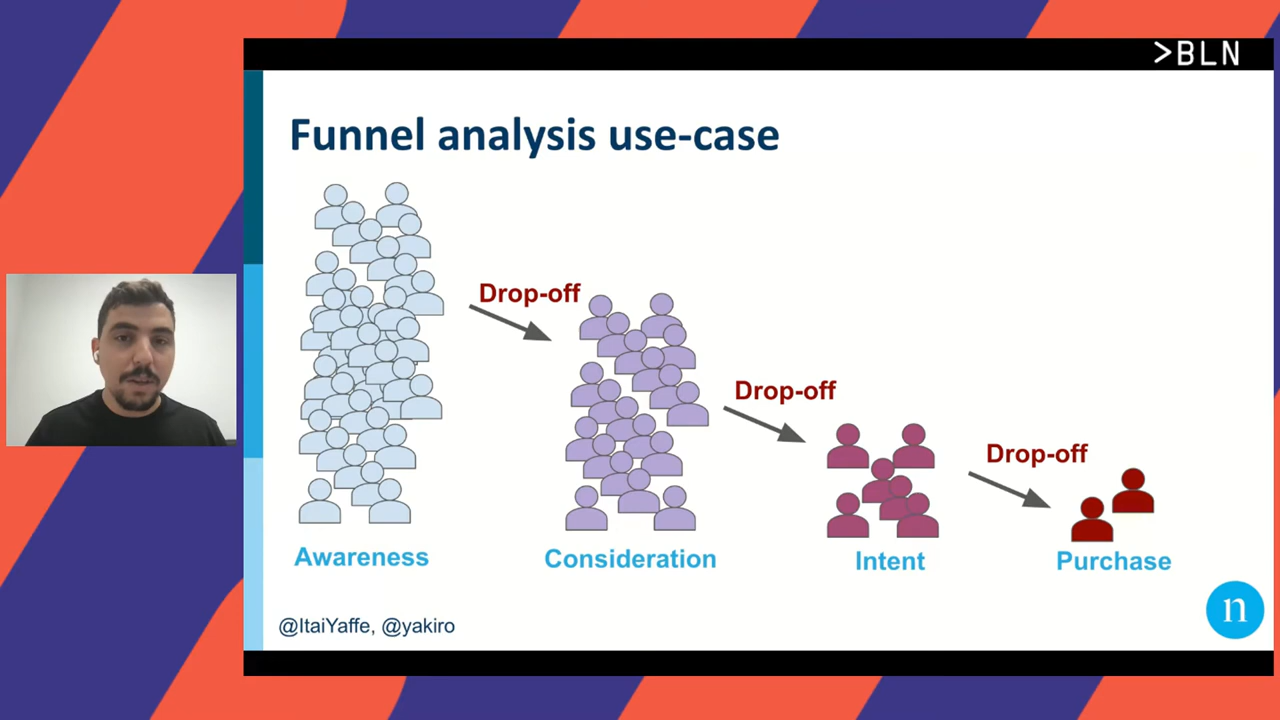 >BLN
Funnel analysis use-case
Drop-off
Drop-off
Drop-off
Awareness
Consideration
Intent
Purchase
@ItaiYaffe, @yakiro
n